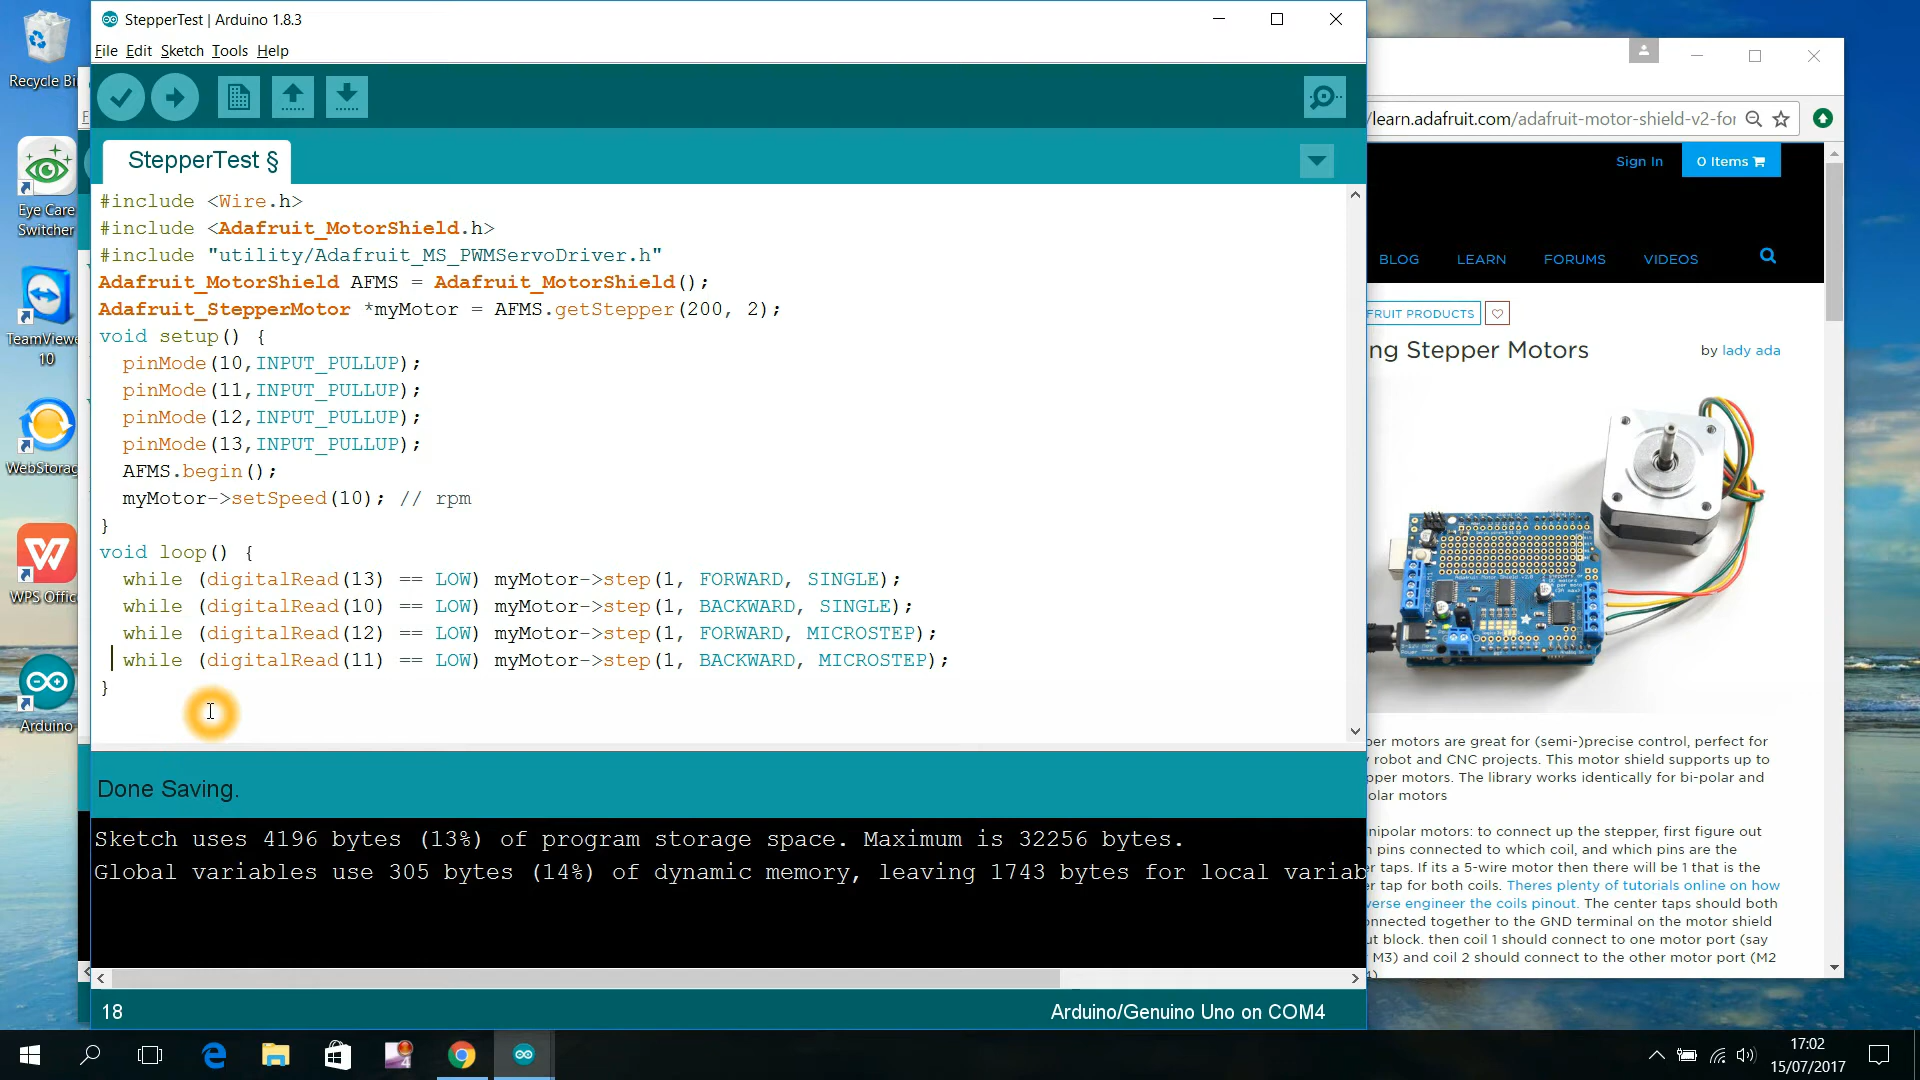 Recycle Bi
Eye Care
Switcher
TeamViewe
10
WebStorag
WPS Offic
Arduino
StepperTest | Arduino 1.8.3
File Edit Sketch Tools Help
StepperTest §
#include <Wire.h>
#include <Adafruit_MotorShield.h>
#include "utility/Adafruit_MS_PWMServoDriver.h"
Adafruit_MotorShield AFMS = Adafruit_MotorShield();
Adafruit_StepperMotor *myMotor = AFMS.getStepper(200, 2);
void setup() {
pinMode(10,INPUT_PULLUP);
pinMode(11,INPUT_PULLUP);
pinMode(12,INPUT_PULLUP);
pinMode(13,INPUT_PULLUP);
AFMS.begin();
myMotor->setSpeed(10); // rpm
}
void loop() {
while (digitalRead(13) == LOW) myMotor->step(1, FORWARD, SINGLE);
while (digitalRead(10) == LOW) myMotor->step(1, BACKWARD, SINGLE);
while (digitalRead(12) == LOW) myMotor->step(1, FORWARD, MICROSTEP);
while (digitalRead(11) == LOW) myMotor->step(1, BACKWARD, MICROSTEP);
}
Done Saving.
Sketch uses 4196 bytes (13%) of program storage space. Maximum is 32256 bytes.
Global variables use 305 bytes (14%) of dynamic memory, leaving 1743 bytes for local variab
18
Arduino/Genuino Uno on COM4
/learn.adafruit.com/adafruit-motor-shield-v2-for
Sign In
0 Items
BLOG LEARN FORUMS VIDEOS
FRUIT PRODUCTS
ng Stepper Motors
by lady ada
per motors are great for (semi-)precise control, perfect for
robot and CNC projects. This motor shield supports up to
pper motors. The library works identically for bi-polar and
olar motors
nipolar motors: to connect up the stepper, first figure out
pins connected to which coil, and which pins are the
r taps. If its a 5-wire motor then there will be 1 that is the
r tap for both coils. Theres plenty of tutorials online on how
verse engineer the coils pinout. The center taps should both
nnected together to the GND terminal on the motor shield
ut block. then coil 1 should connect to one motor port (say
M3) and coil 2 should connect to the other motor port (M2
17:02
15/07/2017